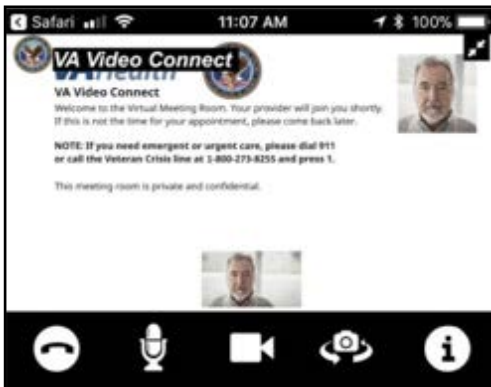 Safari 11:07 AM 100%
VA Video Connect
VA Health
VA Video Connect
Welcome to the Virtual Meeting Room. Your provider will join you shortly.
If this is not the time for your appointment, please come back later.
NOTE: If you need emergent or urgent care, please dial 911
or call the Veteran Crisis line at 1-800-273-8255 and press 1.
This meeting room is private and confidential.